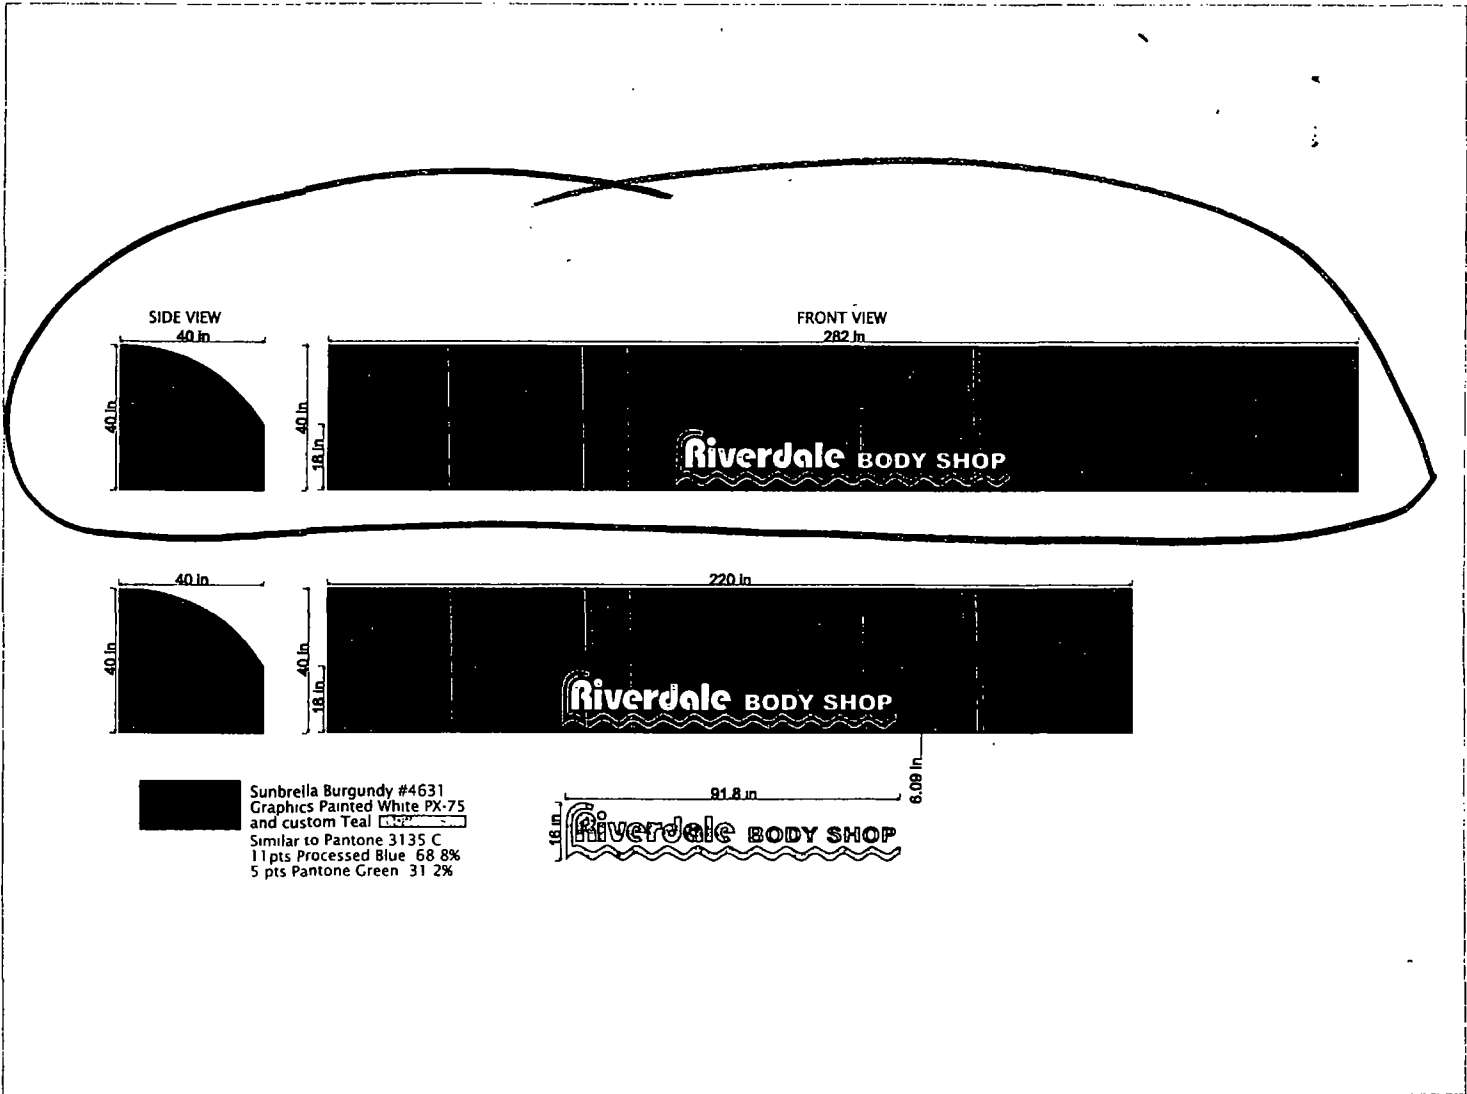 SIDE VIEW
40 in
FRONT VIEW
282 in
40 in
40 in
18 in
Riverdale BODY SHOP
40 in
220 in
40 in
40 in
18 in
Riverdale BODY SHOP
6.09 in
Sunbrella Burgundy #4631
Graphics Painted White PX-75
and custom Teal
Similar to Pantone 3135 C
11pts Processed Blue 68 8%
5 pts Pantone Green 31 2%
91.8 in
16 in
Riverdale BODY SHOP